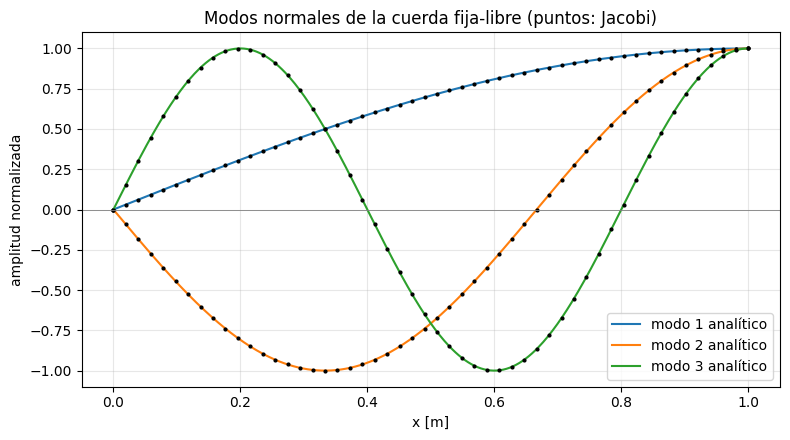 Modos normales de la cuerda fija-libre (puntos: Jacobi)
1.00
0.75
0.50
0.25
0.00
−0.25
−0.50
−0.75
−1.00
amplitud normalizada
modo 1 analítico
modo 2 analítico
modo 3 analítico
0.0
0.2
0.4
0.6
0.8
1.0
x [m]